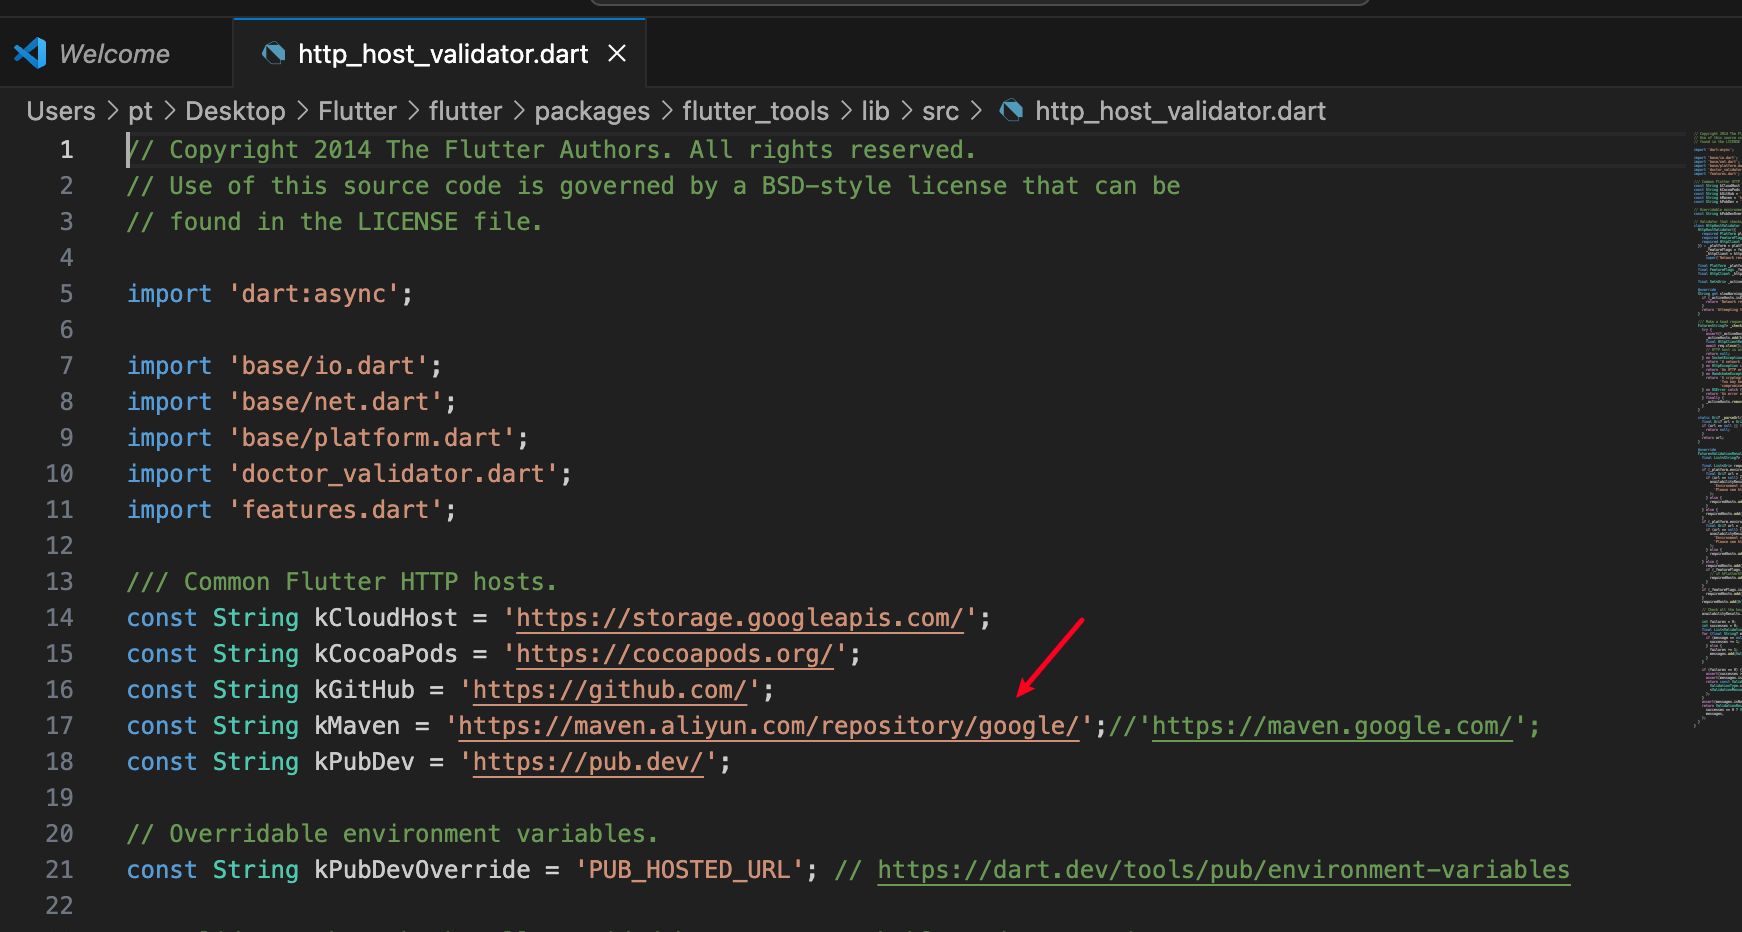 Welcome
http_host_validator.dart
Users > pt > Desktop > Flutter > flutter > packages > flutter_tools > lib > src > http_host_validator.dart
1 // Copyright 2014 The Flutter Authors. All rights reserved.
2 // Use of this source code is governed by a BSD-style license that can be
3 // found in the LICENSE file.
4
5 import 'dart:async';
6
7 import 'base/io.dart';
8 import 'base/net.dart';
9 import 'base/platform.dart';
10 import 'doctor_validator.dart';
11 import 'features.dart';
12
13 /// Common Flutter HTTP hosts.
14 const String kCloudHost = 'https://storage.googleapis.com/';
15 const String kCocoaPods = 'https://cocoapods.org/';
16 const String kGitHub = 'https://github.com/';
17 const String kMaven = 'https://maven.aliyun.com/repository/google/';//'https://maven.google.com/';
18 const String kPubDev = 'https://pub.dev/';
19
20 // Overridable environment variables.
21 const String kPubDevOverride = 'PUB_HOSTED_URL'; // https://dart.dev/tools/pub/environment-variables
22